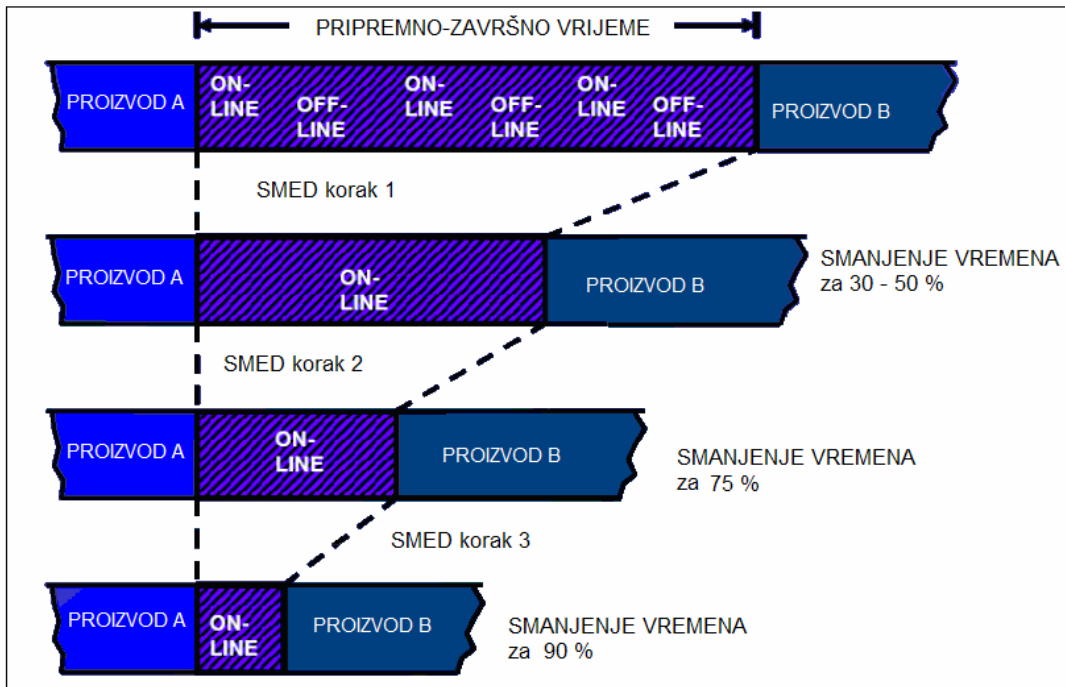 PRIPREMNO-ZAVRŠNO VRIJEME
PROIZVOD A
ON-
LINE
OFF-
LINE
ON-
LINE
OFF-
LINE
ON-
LINE
OFF-
LINE
PROIZVOD B
SMED korak 1
PROIZVOD A
ON-
LINE
PROIZVOD B
SMANJENJE VREMENA
za 30 - 50 %
SMED korak 2
PROIZVOD A
ON-
LINE
PROIZVOD B
SMANJENJE VREMENA
za 75 %
SMED korak 3
PROIZVOD A
ON-
LINE
PROIZVOD B
SMANJENJE VREMENA
za 90 %